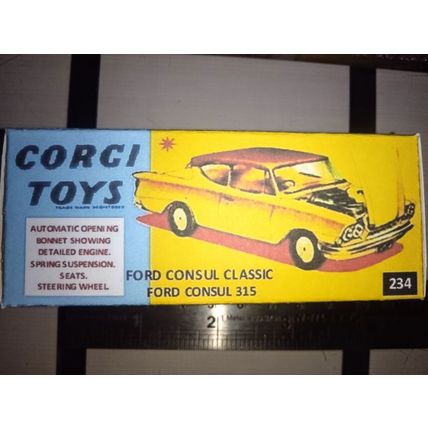 CORGI
TOYS
AUTOMATIC OPENING
BONNET SHOWING
DETAILED ENGINE.
SPRING SUSPENSION.
SEATS.
STEERING WHEEL.
FORD CONSUL CLASSIC
FORD CONSUL 315
234
2